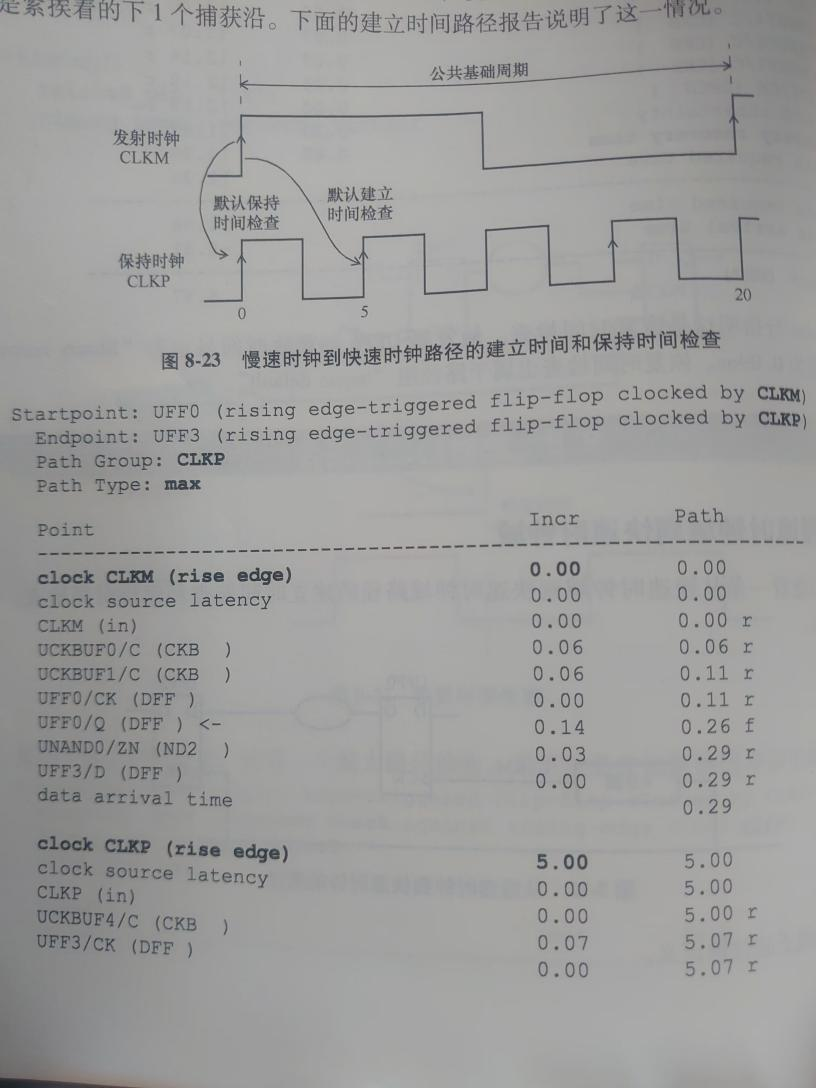 是紧挨着的下 1 个捕获沿。下面的建立时间路径报告说明了这一情况。
公共基础周期
发射时钟
CLKM
默认保持
时间检查
默认建立
时间检查
保持时钟
CLKP
0
5
20
图 8-23 慢速时钟到快速时钟路径的建立时间和保持时间检查
Startpoint: UFF0 (rising edge-triggered flip-flop clocked by CLKM)
Endpoint: UFF3 (rising edge-triggered flip-flop clocked by CLKP)
Path Group: CLKP
Path Type: max
Point Incr Path
clock CLKM (rise edge) 0.00 0.00
clock source latency 0.00 0.00
CLKM (in) 0.00 0.00 r
UCKBUF0/C (CKB ) 0.06 0.06 r
UCKBUF1/C (CKB ) 0.06 0.11 r
UFF0/CK (DFF ) 0.00 0.11 r
UFF0/Q (DFF ) <- 0.14 0.26 f
UNAND0/ZN (ND2 ) 0.03 0.29 r
UFF3/D (DFF ) 0.00 0.29 r
data arrival time 0.29
clock CLKP (rise edge) 5.00 5.00
clock source latency 0.00 5.00
CLKP (in) 0.00 5.00 r
UCKBUF4/C (CKB ) 0.07 5.07 r
UFF3/CK (DFF ) 0.00 5.07 r